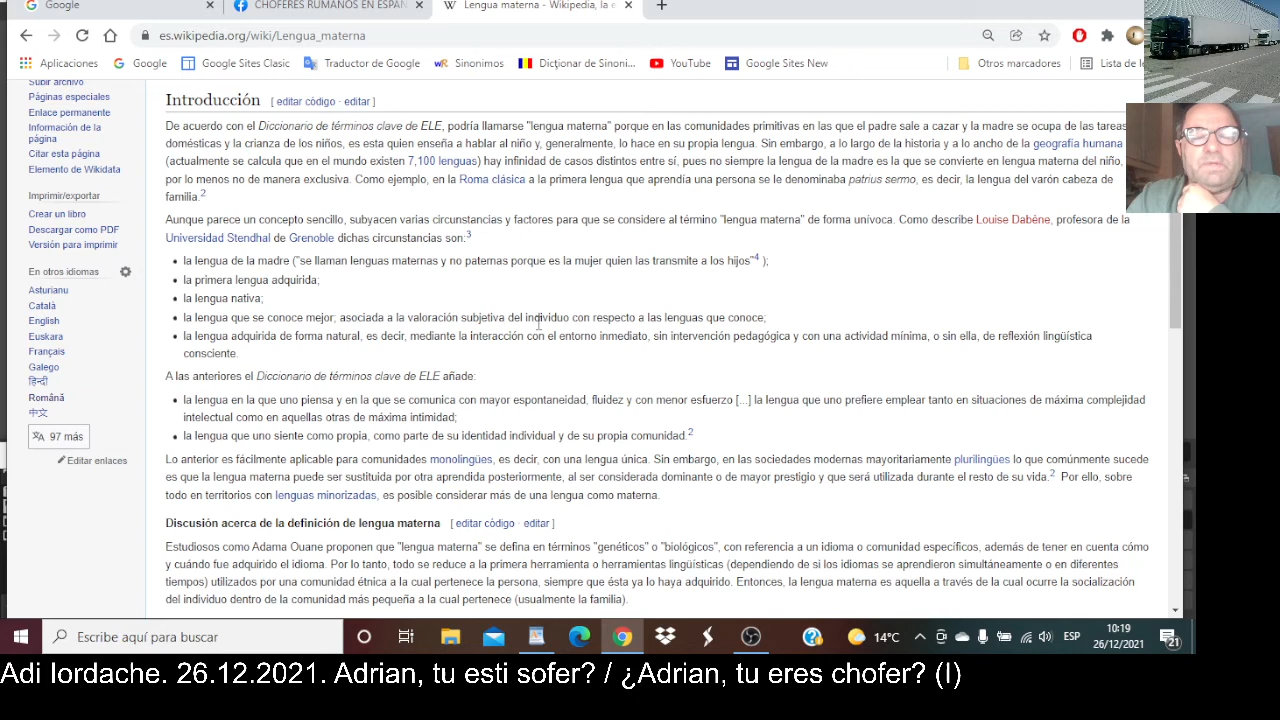 Google
CHOFERES RUMANOS EN ESPAÑ
Lengua materna - Wikipedia, la e
es.wikipedia.org/wiki/Lengua_materna
Aplicaciones
Google
Google Sites Clasic
Traductor de Google
Sinonimos
Dicționar de Sinoni...
YouTube
Google Sites New
Otros marcadores
Lista de le
Subir archivo
Páginas especiales
Enlace permanente
Información de la
página
Citar esta página
Elemento de Wikidata
Imprimir/exportar
Crear un libro
Descargar como PDF
Versión para imprimir
En otros idiomas
Asturianu
Català
English
Euskara
Français
Galego
हिन्दी
Română
中文
97 más
Editar enlaces
Introducción [ editar código · editar ]
De acuerdo con el Diccionario de términos clave de ELE, podría llamarse "lengua materna" porque en las comunidades primitivas en las que el padre sale a cazar y la madre se ocupa de las tareas
domésticas y la crianza de los niños, es esta quien enseña a hablar al niño y, generalmente, lo hace en su propia lengua. Sin embargo, a lo largo de la historia y a lo ancho de la geografía humana
(actualmente se calcula que en el mundo existen 7,100 lenguas) hay infinidad de casos distintos entre sí, pues no siempre la lengua de la madre es la que se convierte en lengua materna del niño,
por lo menos no de manera exclusiva. Como ejemplo, en la Roma clásica a la primera lengua que aprendía una persona se le denominaba patrius sermo, es decir, la lengua del varón cabeza de
familia.2
Aunque parece un concepto sencillo, subyacen varias circunstancias y factores para que se considere al término "lengua materna" de forma unívoca. Como describe Louise Dabène, profesora de la
Universidad Stendhal de Grenoble dichas circunstancias son:3
• la lengua de la madre ("se llaman lenguas maternas y no paternas porque es la mujer quien las transmite a los hijos"4 );
• la primera lengua adquirida;
• la lengua nativa;
• la lengua que se conoce mejor; asociada a la valoración subjetiva del individuo con respecto a las lenguas que conoce;
• la lengua adquirida de forma natural, es decir, mediante la interacción con el entorno inmediato, sin intervención pedagógica y con una actividad mínima, o sin ella, de reflexión lingüística
consciente.
A las anteriores el Diccionario de términos clave de ELE añade:
• la lengua en la que uno piensa y en la que se comunica con mayor espontaneidad, fluidez y con menor esfuerzo [...] la lengua que uno prefiere emplear tanto en situaciones de máxima complejidad
intelectual como en aquellas otras de máxima intimidad;
• la lengua que uno siente como propia, como parte de su identidad individual y de su propia comunidad.2
Lo anterior es fácilmente aplicable para comunidades monolingües, es decir, con una lengua única. Sin embargo, en las sociedades modernas mayoritariamente plurilingües lo que comúnmente sucede
es que la lengua materna puede ser sustituida por otra aprendida posteriormente, al ser considerada dominante o de mayor prestigio y que será utilizada durante el resto de su vida.2 Por ello, sobre
todo en territorios con lenguas minorizadas, es posible considerar más de una lengua como materna.
Discusión acerca de la definición de lengua materna [ editar código · editar ]
Estudiosos como Adama Ouane proponen que "lengua materna" se defina en términos "genéticos" o "biológicos", con referencia a un idioma o comunidad específicos, además de tener en cuenta cómo
y cuándo fue adquirido el idioma. Por lo tanto, todo se reduce a la primera herramienta o herramientas lingüísticas (dependiendo de si los idiomas se aprendieron simultáneamente o en diferentes
tiempos) utilizados por una comunidad étnica a la cual pertenece la persona, siempre que ésta ya lo haya adquirido. Entonces, la lengua materna es aquella a través de la cual ocurre la socialización
del individuo dentro de la comunidad más pequeña a la cual pertenece (usualmente la familia).
Escribe aquí para buscar
14°C
ESP
10:19
26/12/2021
21
Adi Iordache. 26.12.2021. Adrian, tu esti sofer? / ¿Adrian, tu eres chofer? (I)